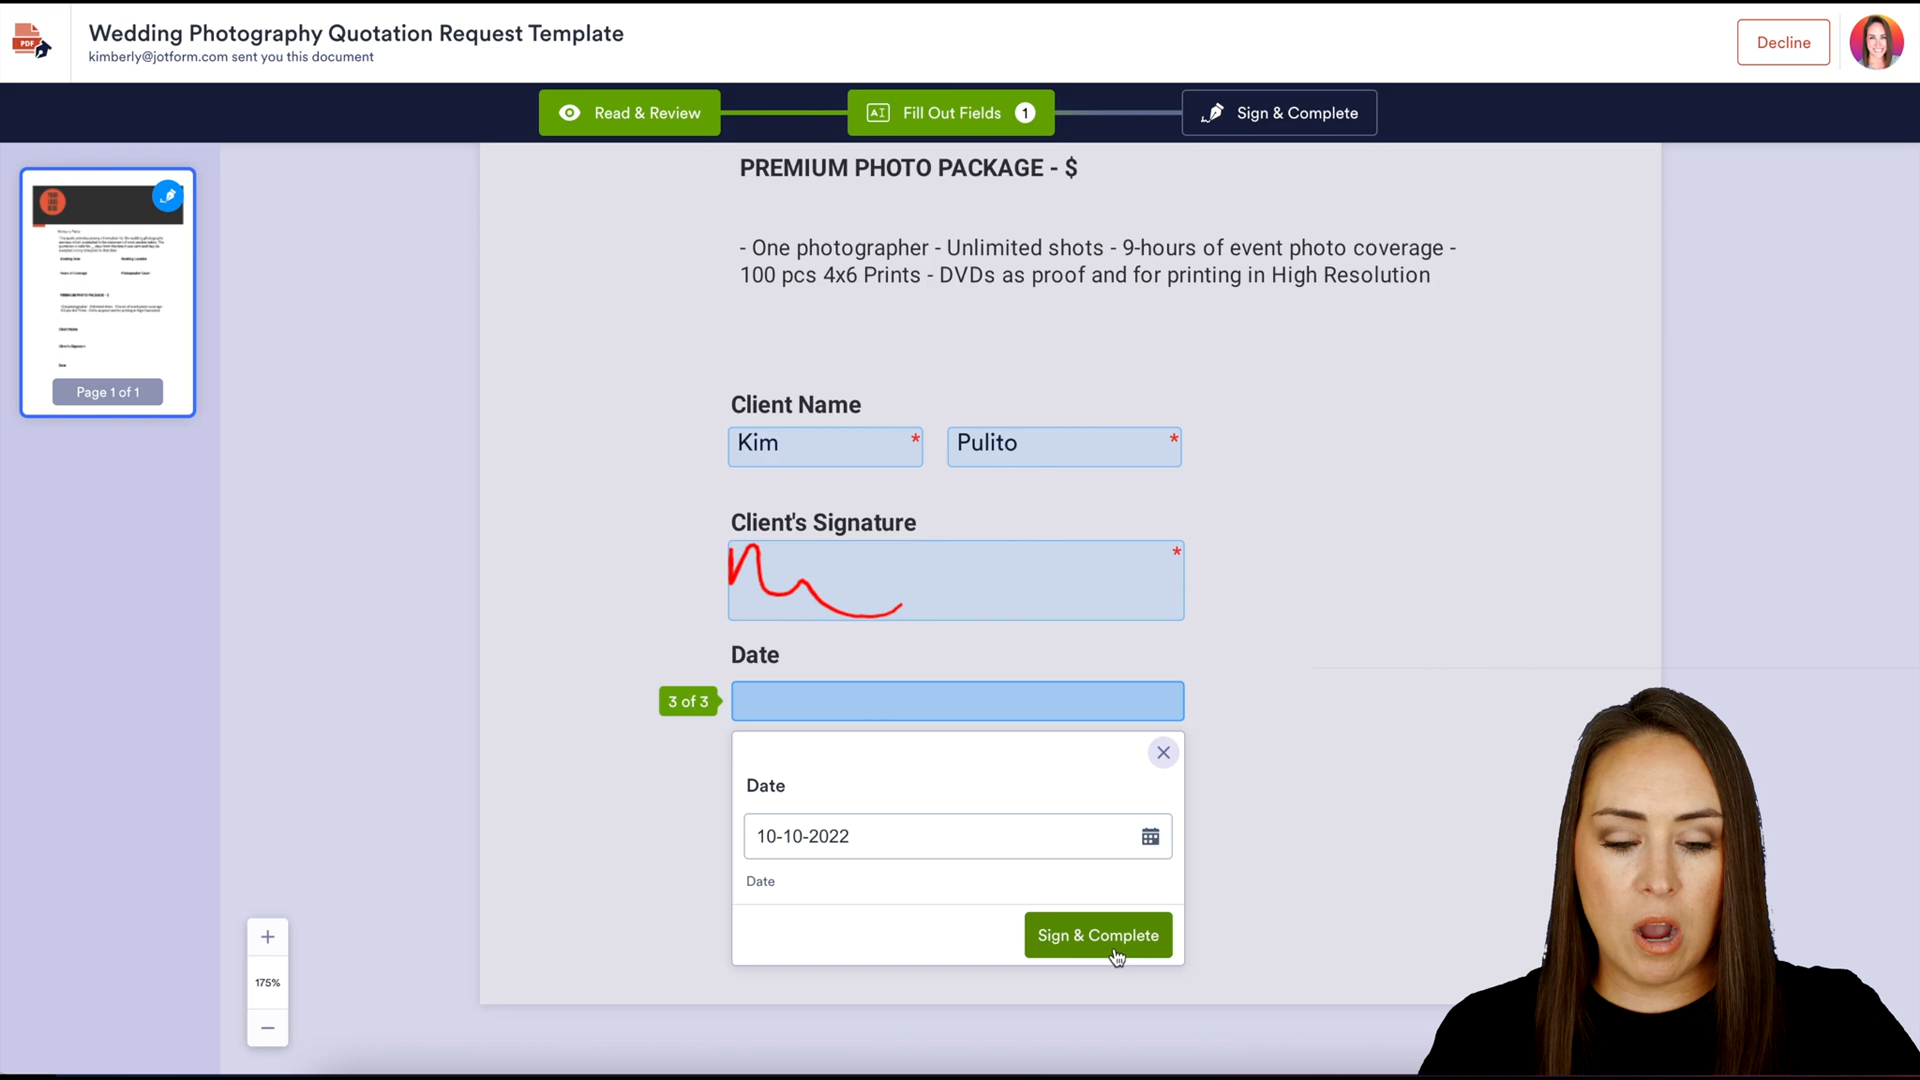 Wedding Photography Quotation Request Template
kimberly@jotform.com sent you this document
Decline
Read & Review
Fill Out Fields 1
Sign & Complete
PDF
Page 1 of 1
PREMIUM PHOTO PACKAGE - $
- One photographer - Unlimited shots - 9-hours of event photo coverage -
100 pcs 4x6 Prints - DVDs as proof and for printing in High Resolution
Client Name
Kim *
Pulito *
Client's Signature
*
Date
3 of 3
Date
10-10-2022
Date
Sign & Complete
+
175%
−